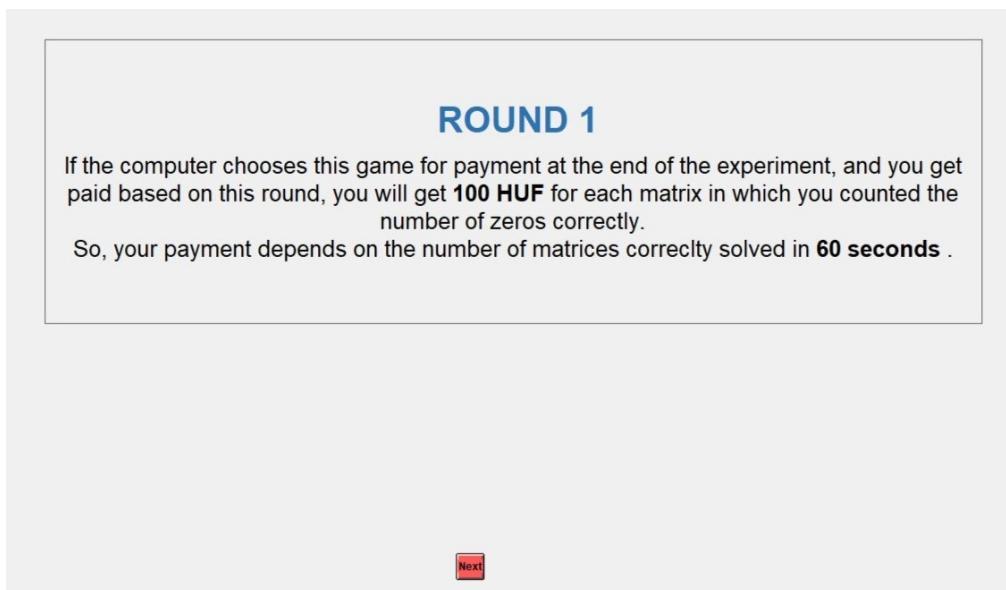 ROUND 1
If the computer chooses this game for payment at the end of the experiment, and you get
paid based on this round, you will get 100 HUF for each matrix in which you counted the
number of zeros correctly.
So, your payment depends on the number of matrices correclty solved in 60 seconds .
Next